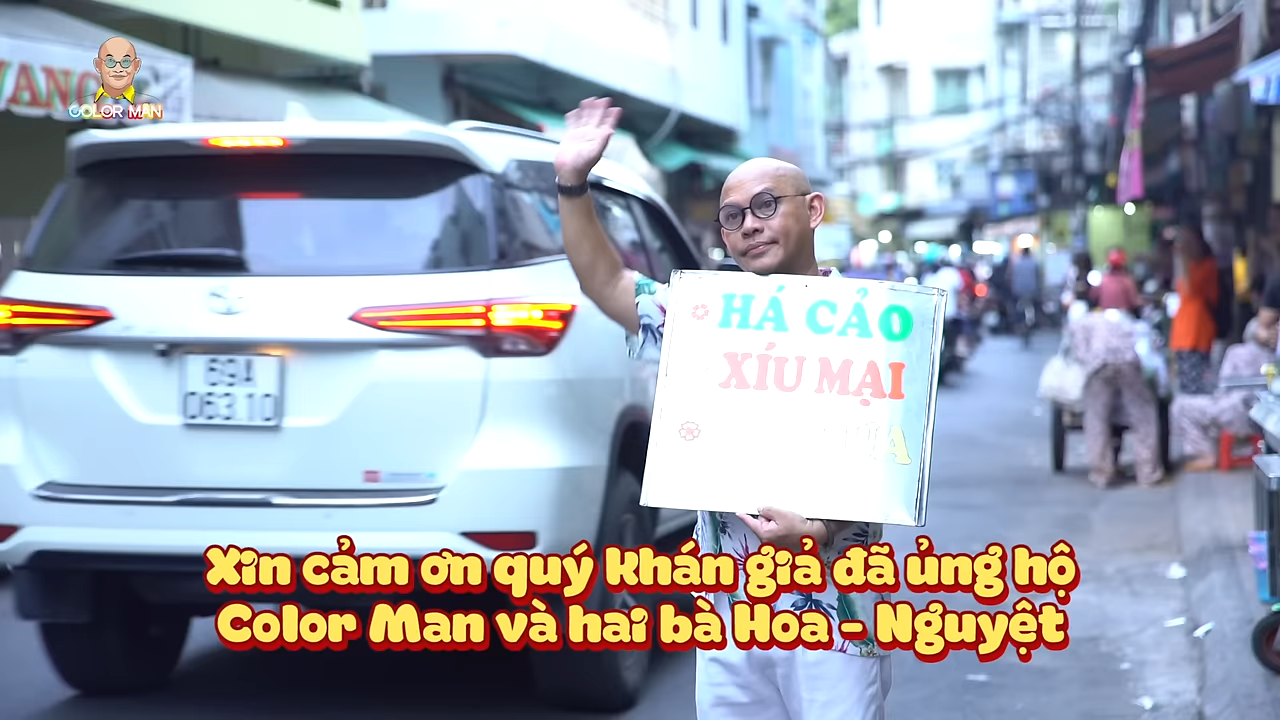 COLOR MAN
HÁ CẢO
XÍU MẠI
69A
063.10
Xin cảm ơn quý khán giả đã ủng hộ
Color Man và hai bà Hoa - Nguyệt